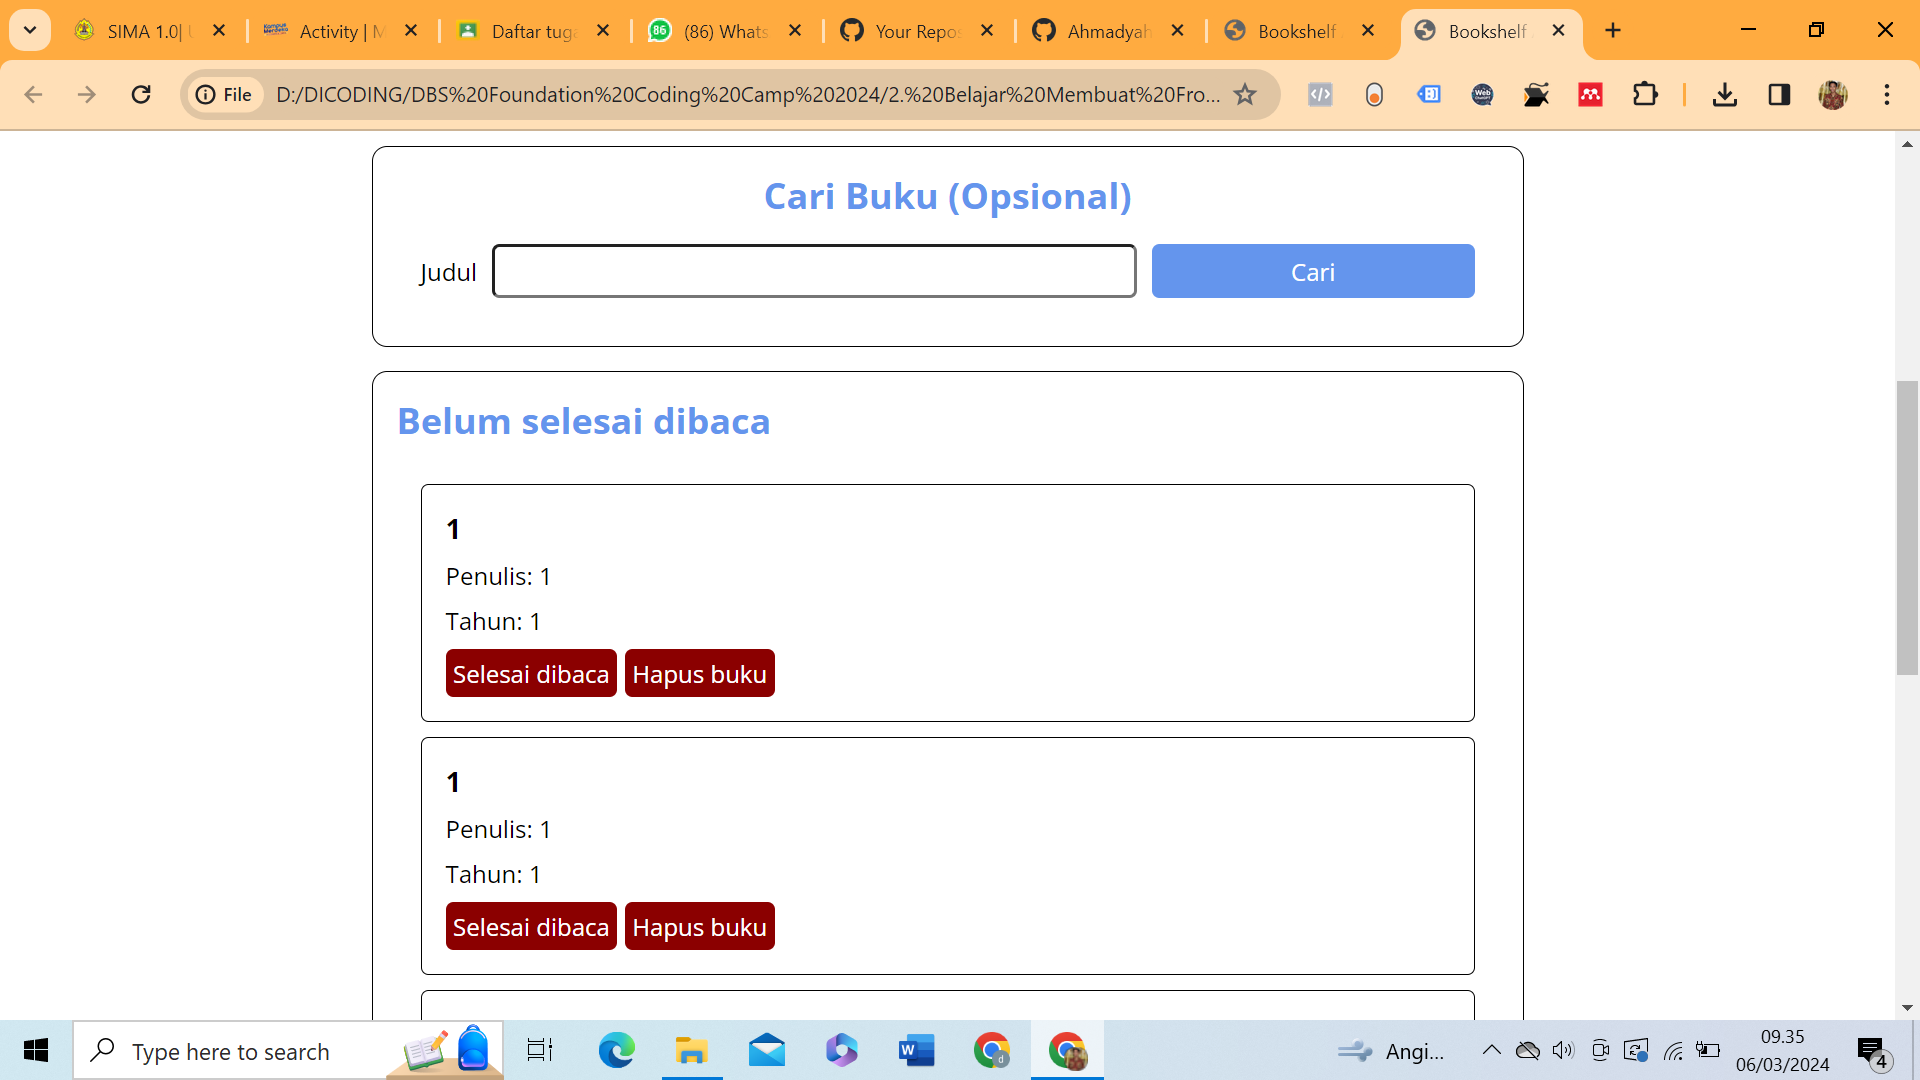 SIMA 1.0| U
Activity | M
Daftar tuga
86
(86) Whats
Your Repo
Ahmadyah
Bookshelf
Bookshelf
File
D:/DICODING/DBS%20Foundation%20Coding%20Camp%202024/2.%20Belajar%20Membuat%20Fro...
Cari Buku (Opsional)
Judul
Cari
Belum selesai dibaca
1
Penulis: 1
Tahun: 1
Selesai dibaca
Hapus buku
1
Penulis: 1
Tahun: 1
Selesai dibaca
Hapus buku
Type here to search
Angi...
09.35
06/03/2024
4